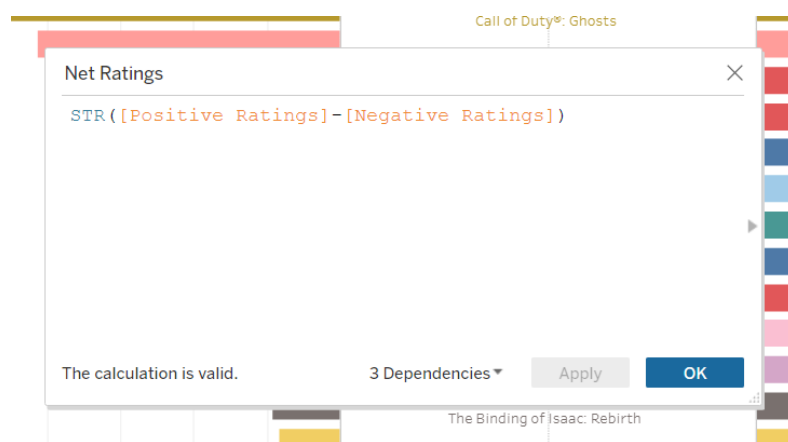 Call of Duty®: Ghosts
Net Ratings
STR([Positive Ratings]-[Negative Ratings])
The calculation is valid.
3 Dependencies
Apply
OK
The Binding of Isaac: Rebirth